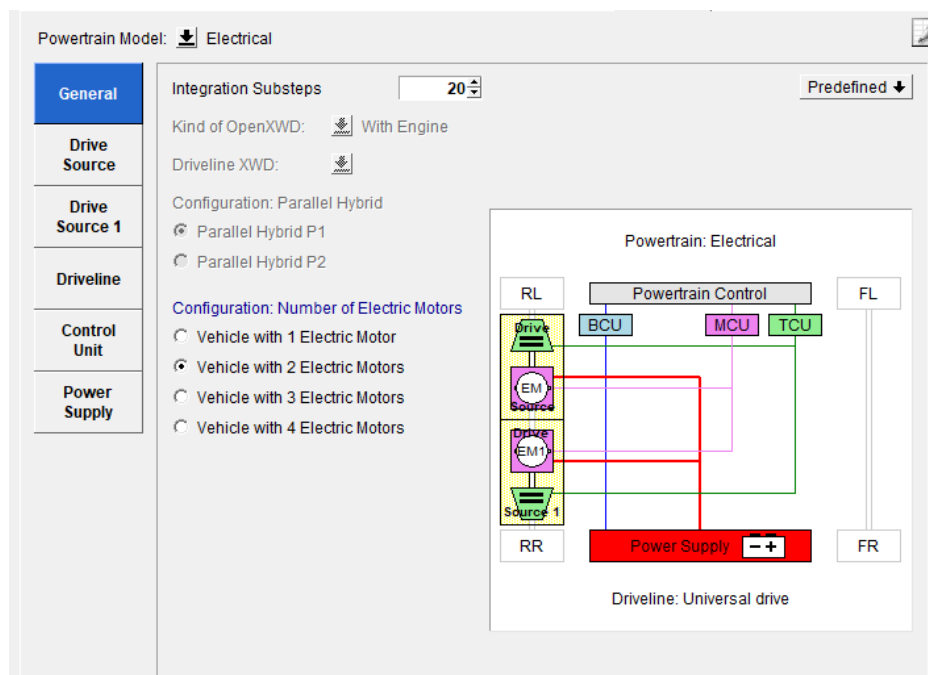 Powertrain Model: Electrical
General
Drive
Source
Drive
Source 1
Driveline
Control
Unit
Power
Supply
Integration Substeps 20
Predefined
Kind of OpenXWD: With Engine
Driveline XWD:
Configuration: Parallel Hybrid
Parallel Hybrid P1
Parallel Hybrid P2
Configuration: Number of Electric Motors
Vehicle with 1 Electric Motor
Vehicle with 2 Electric Motors
Vehicle with 3 Electric Motors
Vehicle with 4 Electric Motors
Powertrain: Electrical
RL Powertrain Control FL
BCU MCU TCU
Drive
EM
Source
Drive
EM1
Source 1
RR Power Supply FR
Driveline: Universal drive